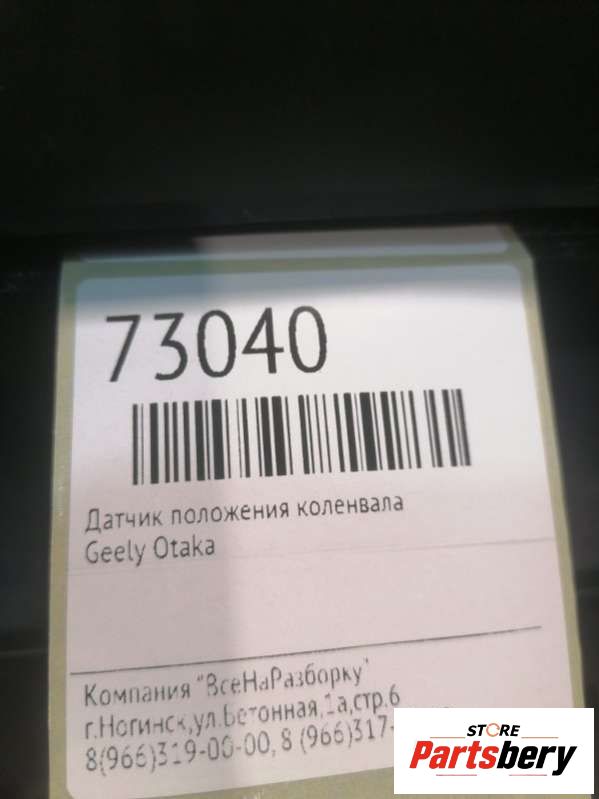 73040
Датчик положения коленвала
Geely Otaka
Компания "ВсеНаРазборку"
г.Ногинск,ул.Бетонная,1а,стр.6
8(966)319-00-00, 8 (966)317-
STORE
Partsbery